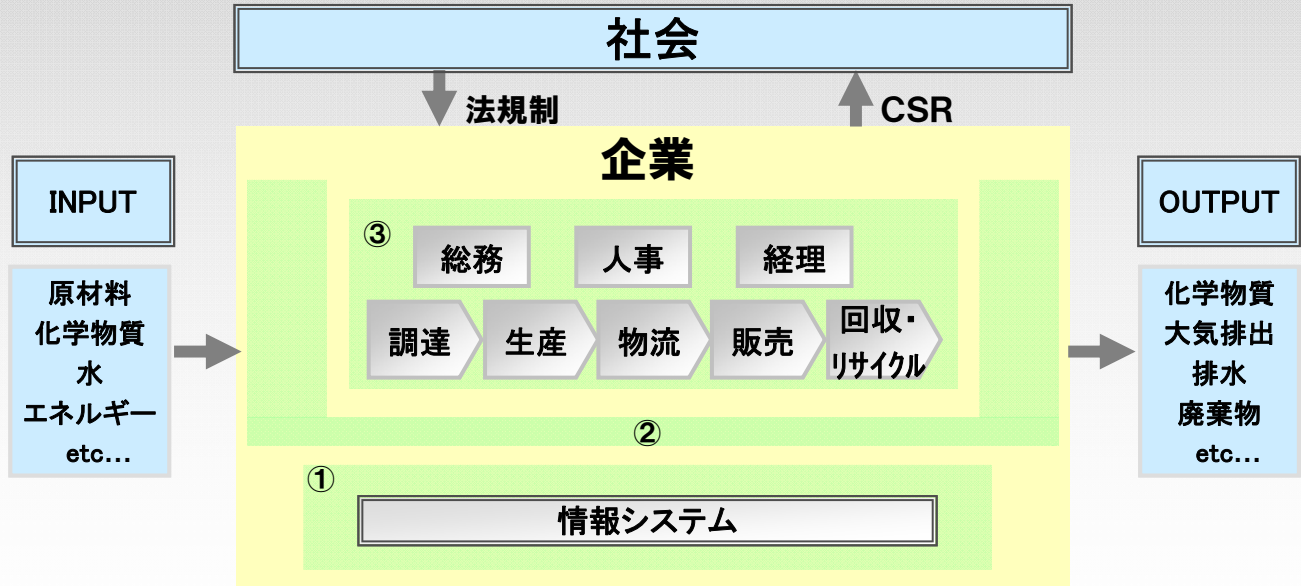 社会
法規制
CSR
企業
INPUT
原材料
化学物質
水
エネルギー
etc...
③
総務
人事
経理
調達
生産
物流
販売
回収・
リサイクル
②
①
情報システム
OUTPUT
化学物質
大気排出
排水
廃棄物
etc...